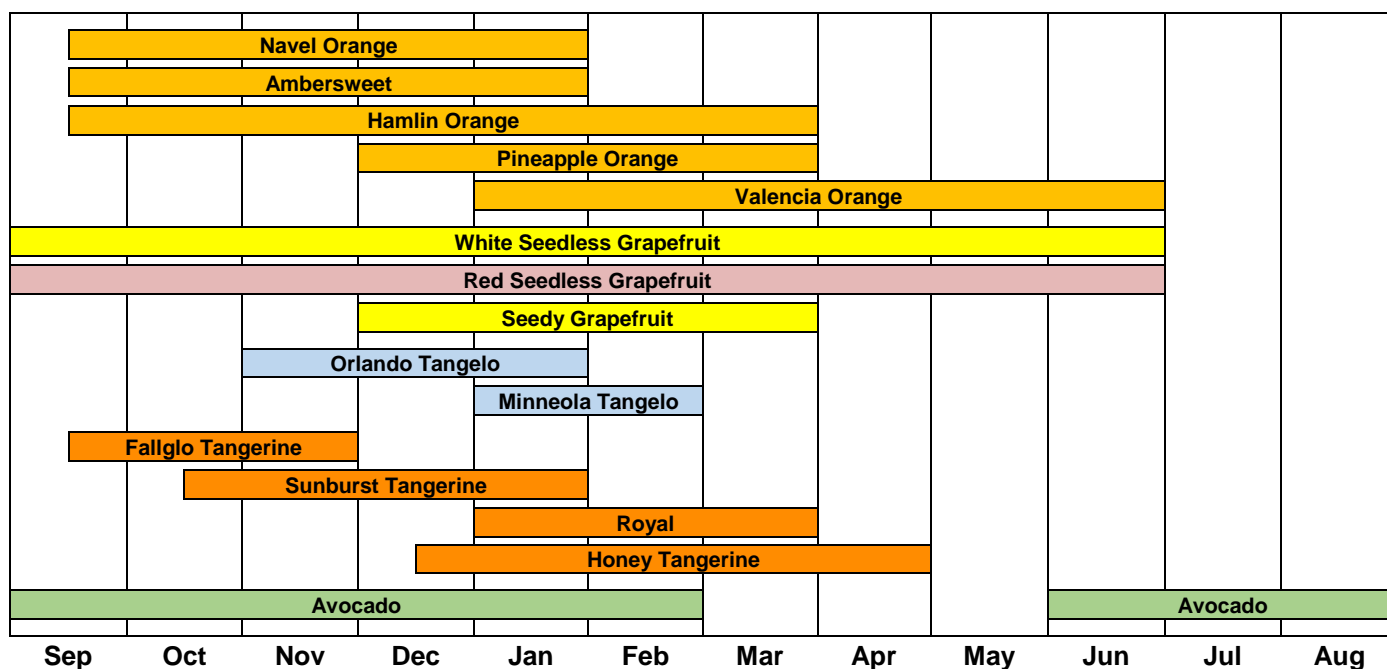 Navel Orange
Ambersweet
Hamlin Orange
Pineapple Orange
Valencia Orange
White Seedless Grapefruit
Red Seedless Grapefruit
Seedy Grapefruit
Orlando Tangelo
Minneola Tangelo
Fallglo Tangerine
Sunburst Tangerine
Royal
Honey Tangerine
Avocado Avocado
Sep Oct Nov Dec Jan Feb Mar Apr May Jun Jul Aug